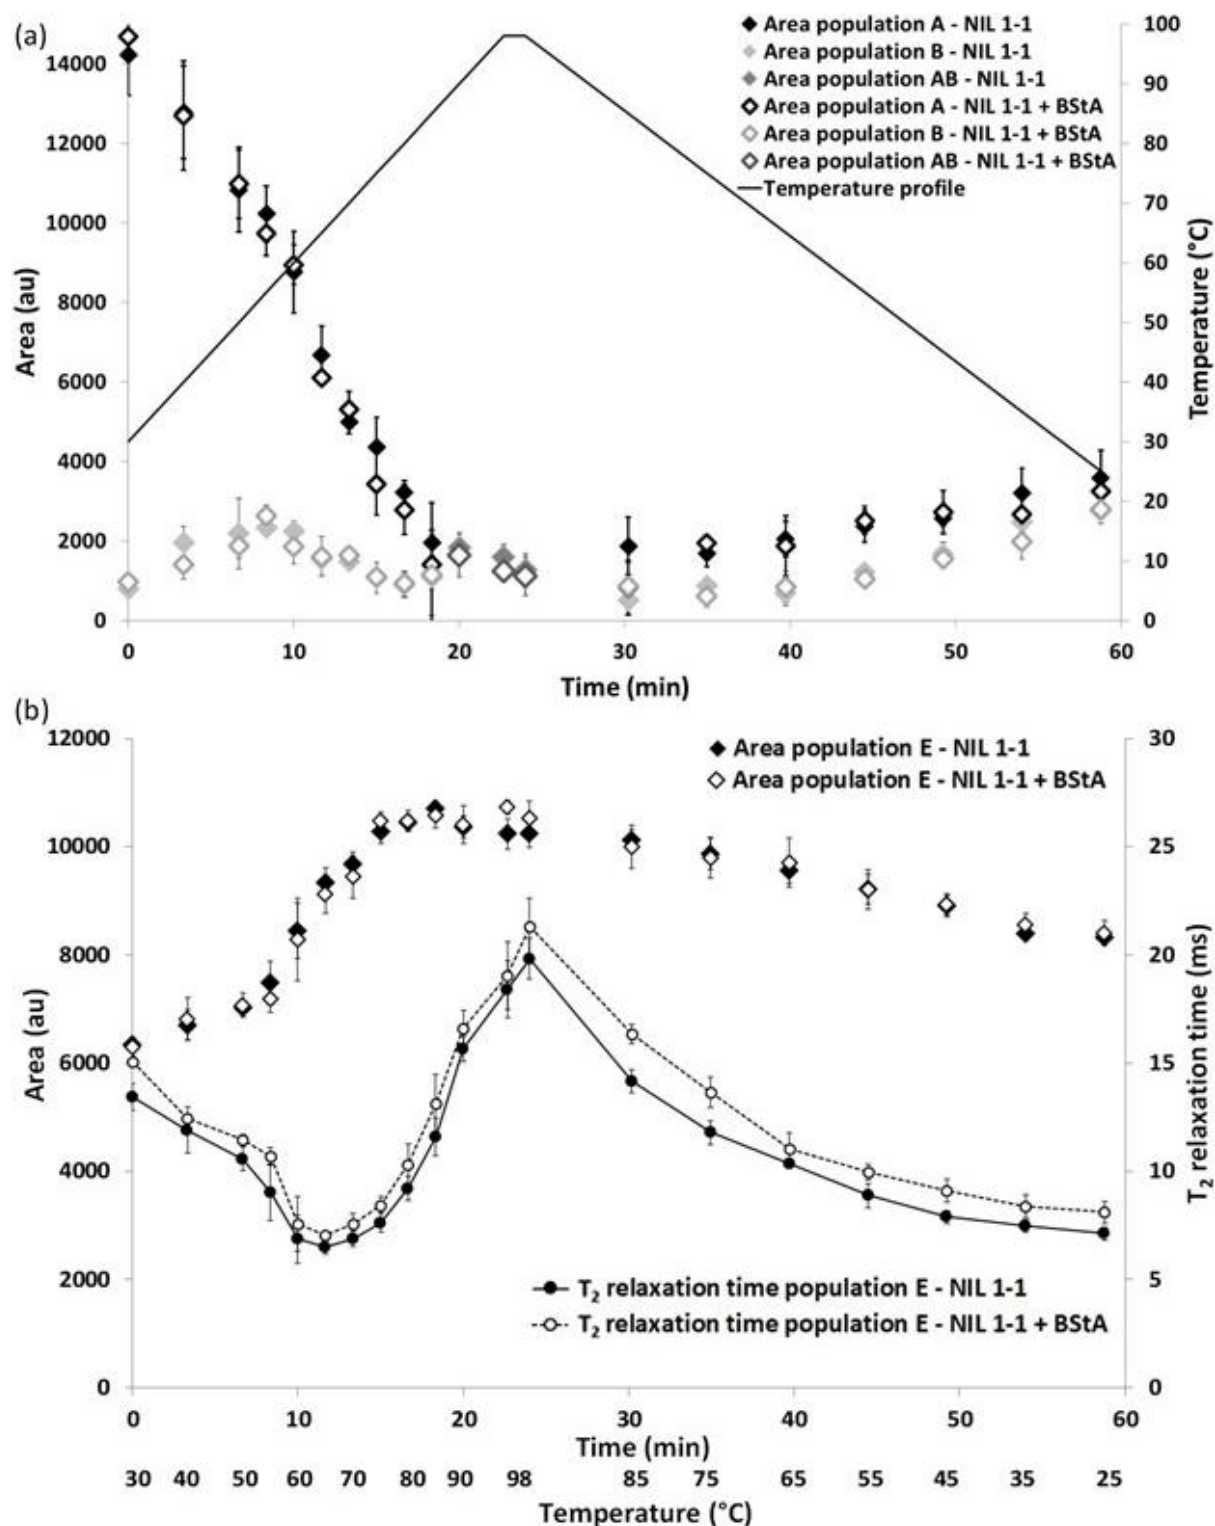 (a)
14000
12000
10000
8000
6000
4000
2000
0
Area (au)
Area population A - NIL 1-1
Area population B - NIL 1-1
Area population AB - NIL 1-1
Area population A - NIL 1-1 + BStA
Area population B - NIL 1-1 + BStA
Area population AB - NIL 1-1 + BStA
Temperature profile
100
90
80
70
60
50
40
30
20
10
0
Temperature (°C)
0 10 20 30 40 50 60
Time (min)
(b)
12000
10000
8000
6000
4000
2000
0
Area (au)
Area population E - NIL 1-1
Area population E - NIL 1-1 + BStA
T₂ relaxation time population E - NIL 1-1
T₂ relaxation time population E - NIL 1-1 + BStA
30
25
20
15
10
5
0
T₂ relaxation time (ms)
0 10 20 30 40 50 60
Time (min)
30 40 50 60 70 80 90 98 85 75 65 55 45 35 25
Temperature (°C)